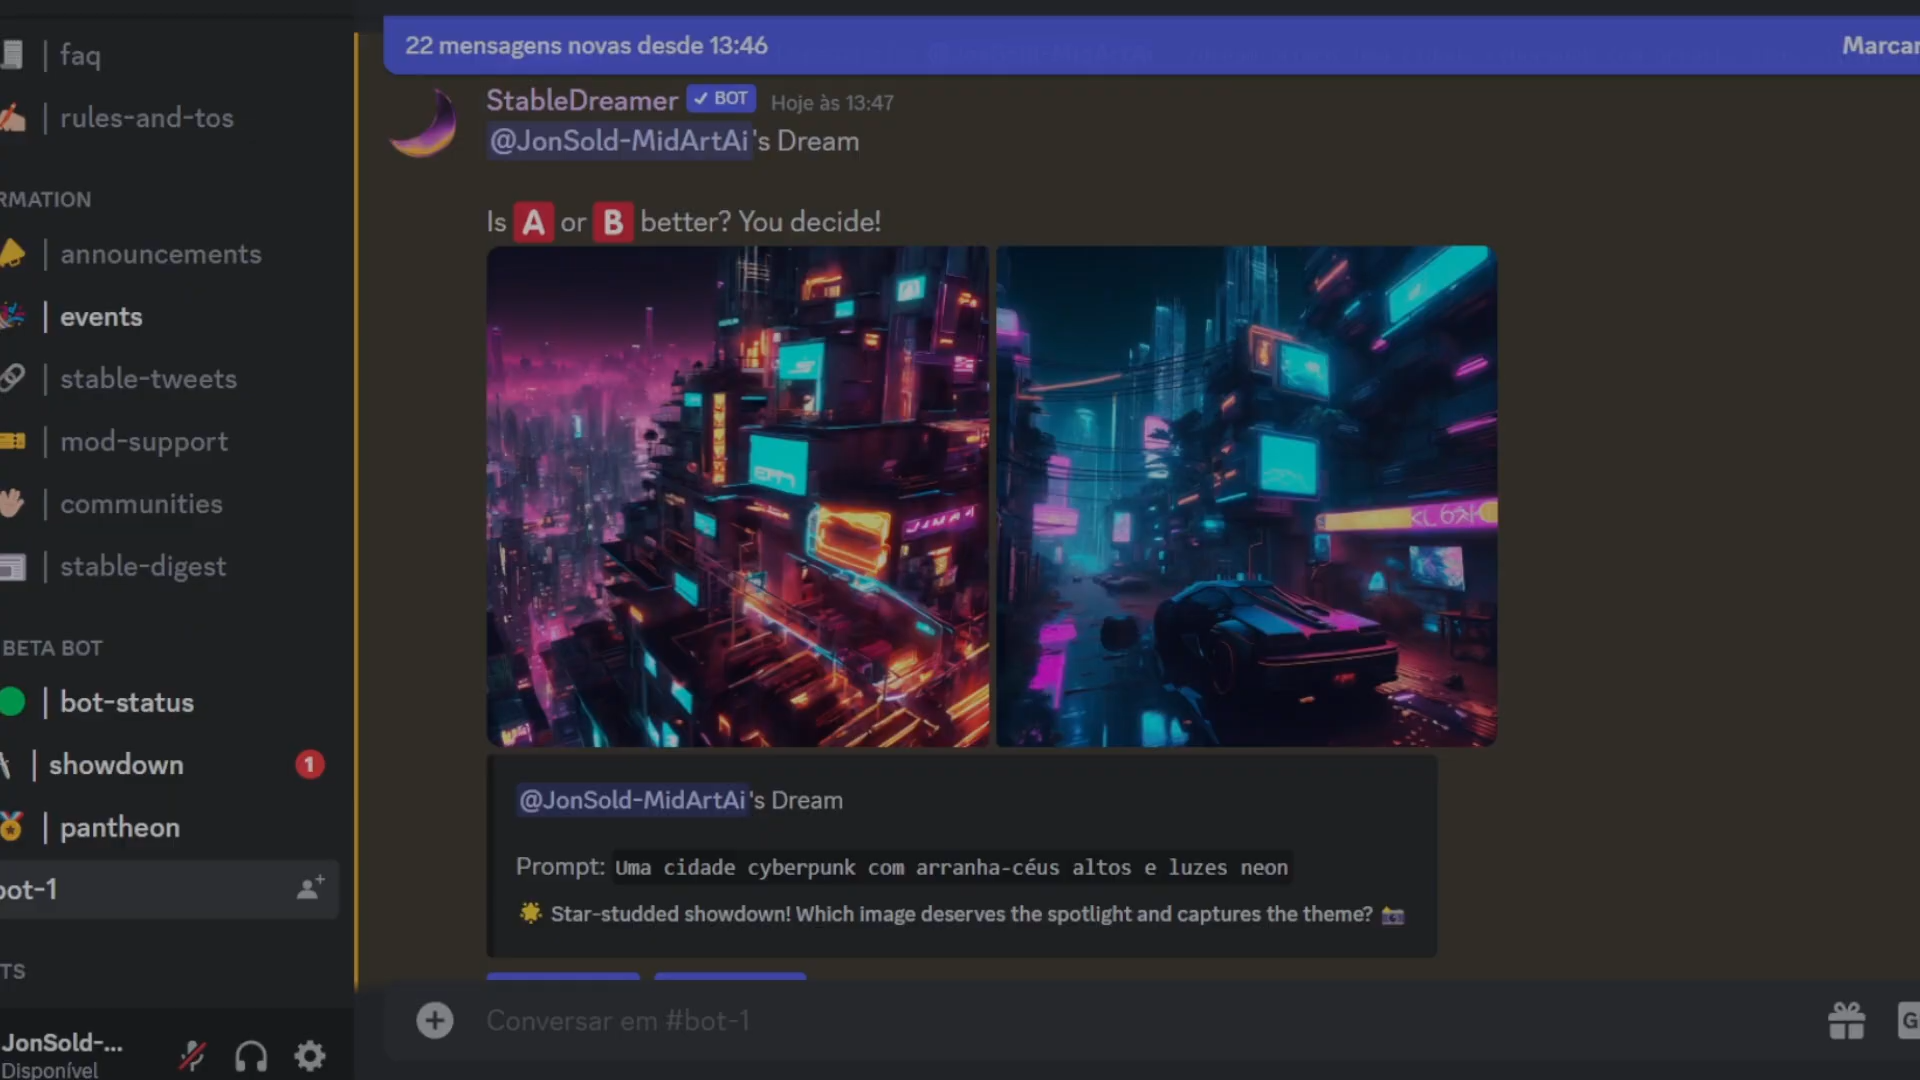 faq
rules-and-tos
RMATION
announcements
events
stable-tweets
mod-support
communities
stable-digest
BETA BOT
bot-status
showdown
1
pantheon
bot-1
TS
JonSold-...
Disponível
22 mensagens novas desde 13:46
Marcar
StableDreamer ✓ BOT Hoje às 13:47
@JonSold-MidArtAi's Dream
Is A or B better? You decide!
@JonSold-MidArtAi's Dream
Prompt: Uma cidade cyberpunk com arranha-céus altos e luzes neon
🌟 Star-studded showdown! Which image deserves the spotlight and captures the theme? 📸
Conversar em #bot-1